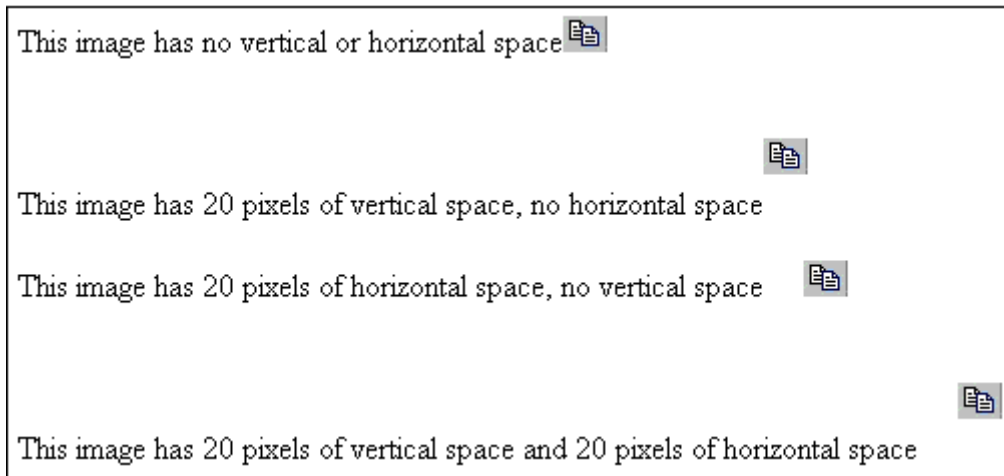 This image has no vertical or horizontal space
This image has 20 pixels of vertical space, no horizontal space
This image has 20 pixels of horizontal space, no vertical space
This image has 20 pixels of vertical space and 20 pixels of horizontal space